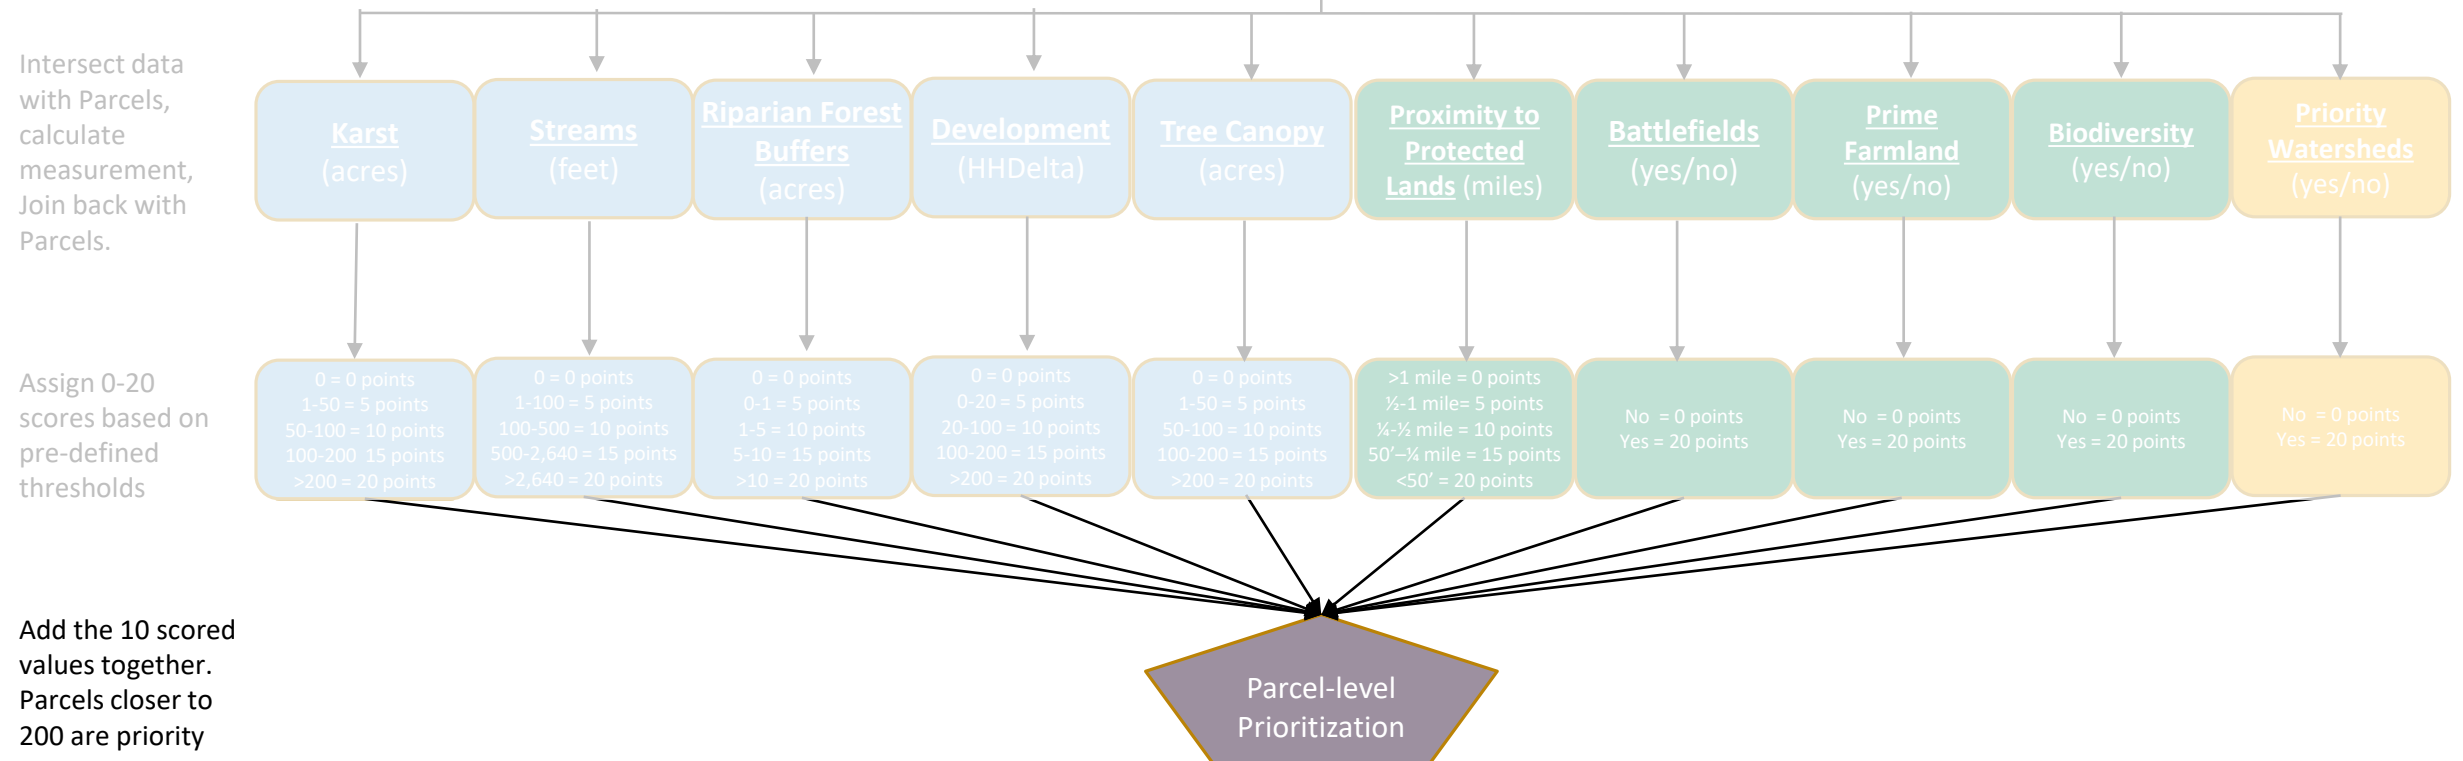 Intersect data
with Parcels,
calculate
measurement,
Join back with
Parcels.
Karst
(acres)
Streams
(feet)
Riparian Forest
Buffers
(acres)
Development
(HHDelta)
Tree Canopy
(acres)
Proximity to
Protected
Lands (miles)
Battlefields
(yes/no)
Prime
Farmland
(yes/no)
Biodiversity
(yes/no)
Priority
Watersheds
(yes/no)
Assign 0-20
scores based on
pre-defined
thresholds
0 = 0 points
1-50 = 5 points
50-100 = 10 points
100-200 15 points
>200 = 20 points
0 = 0 points
1-100 = 5 points
100-500 = 10 points
500-2,640 = 15 points
>2,640 = 20 points
0 = 0 points
0-1 = 5 points
1-5 = 10 points
5-10 = 15 points
>10 = 20 points
0 = 0 points
0-20 = 5 points
20-100 = 10 points
100-200 = 15 points
>200 = 20 points
0 = 0 points
1-50 = 5 points
50-100 = 10 points
100-200 = 15 points
>200 = 20 points
>1 mile = 0 points
½-1 mile= 5 points
¼-½ mile = 10 points
50’–¼ mile = 15 points
<50’ = 20 points
No = 0 points
Yes = 20 points
No = 0 points
Yes = 20 points
No = 0 points
Yes = 20 points
No = 0 points
Yes = 20 points
Add the 10 scored
values together.
Parcels closer to
200 are priority
Parcel-level
Prioritization